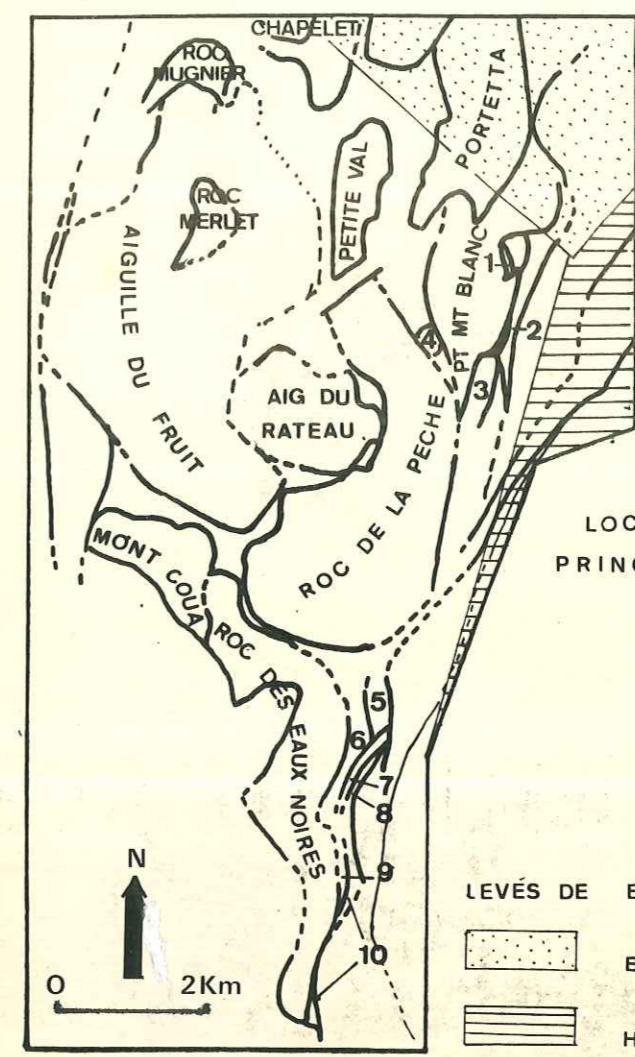 CHAPELET
ROC
MUGNIER
PORTETTA
PETITE VAL
ROC
MERLET
AIGUILLE DU FRUIT
PT MT BLANC
1
2
(4)
3
AIG DU
RATEAU
ROC DE LA PECHE
LOC
PRINC
MONT COUA
ROC DES EAUX NOIRES
5
6
7
8
9
10
N
0 2Km
LEVÉS DE E
E
H